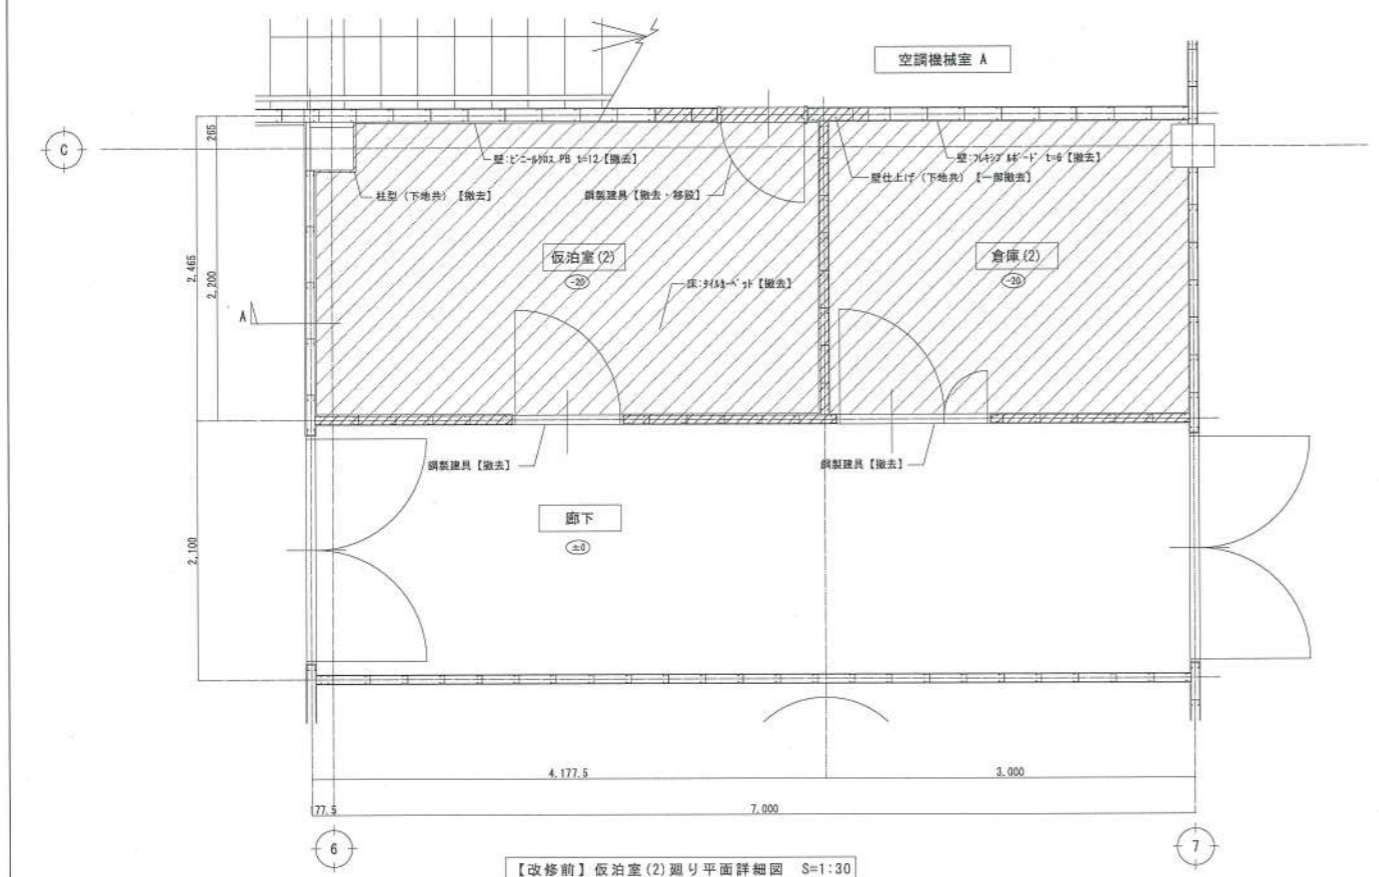 空調機械室 A
C
265
壁:ビニールクロス PB t=12【撤去】
壁:フレキシブルボード t=6【撤去】
壁仕上げ（下地共）【一部撤去】
柱型（下地共）【撤去】
鋼製建具【撤去・移設】
仮泊室(2)
-20
倉庫(2)
-20
2,465
2,200
床:タイルカーペット【撤去】
A
鋼製建具【撤去】
鋼製建具【撤去】
廊下
±0
2,100
4,177.5
3,000
177.5
7,000
6
7
【改修前】仮泊室(2)廻り平面詳細図 S=1:30